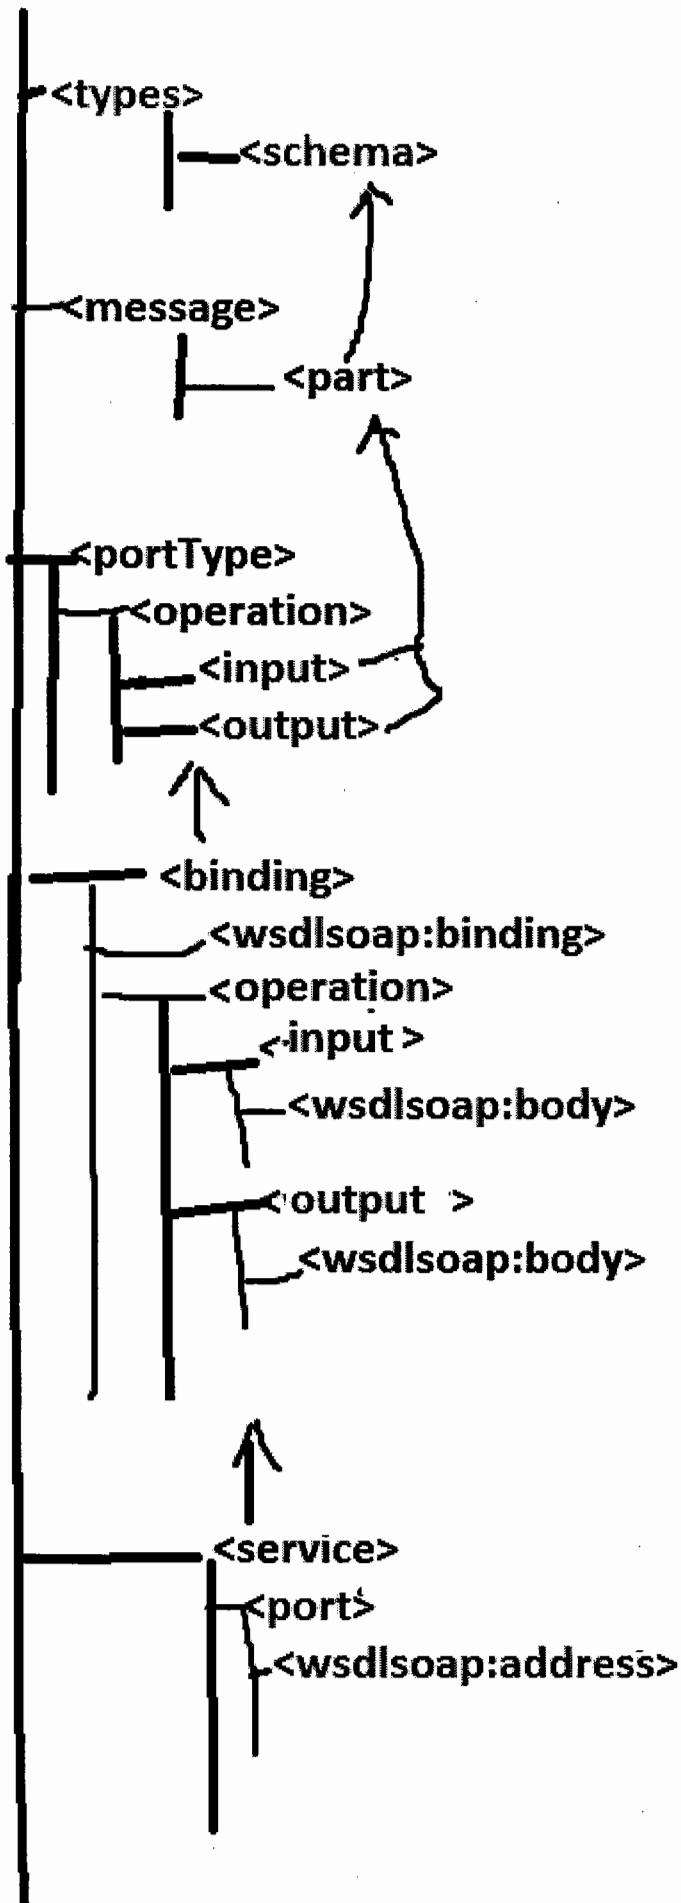 <types>
<schema>
<message>
<part>
<portType>
<operation>
<input>
<output>
<binding>
<wsdlsoap:binding>
<operation>
<input >
<wsdlsoap:body>
<output >
<wsdlsoap:body>
<service>
<port>
<wsdlsoap:address>